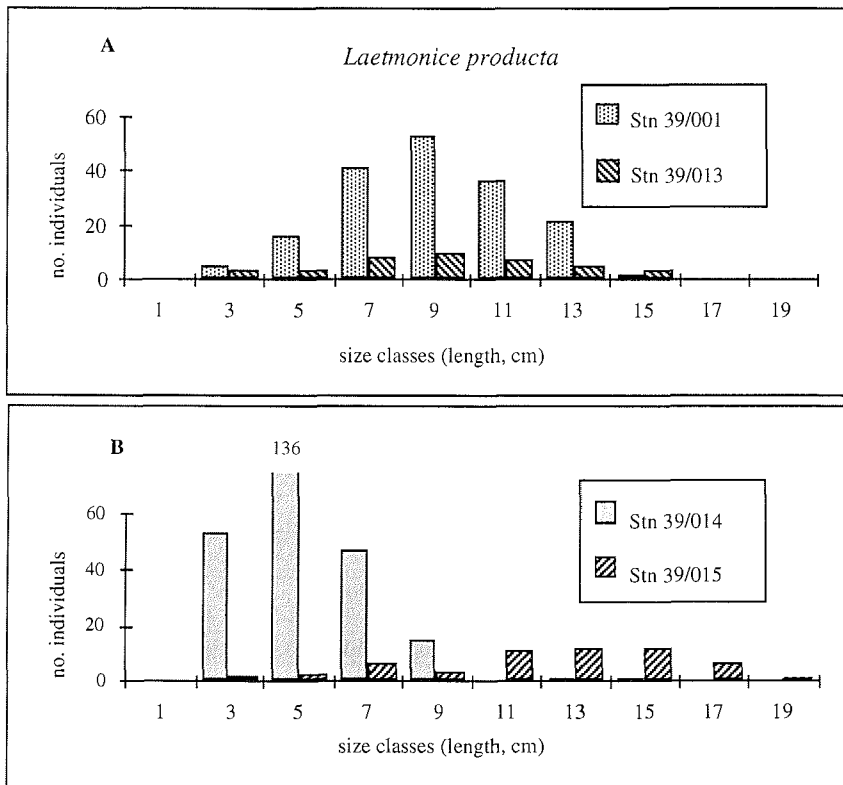 A
Laetmonice producta
60
40
20
0
no. individuals
Stn 39/001
Stn 39/013
1 3 5 7 9 11 13 15 17 19
size classes (length, cm)
B
136
60
40
20
0
no. individuals
Stn 39/014
Stn 39/015
1 3 5 7 9 11 13 15 17 19
size classes (length, cm)